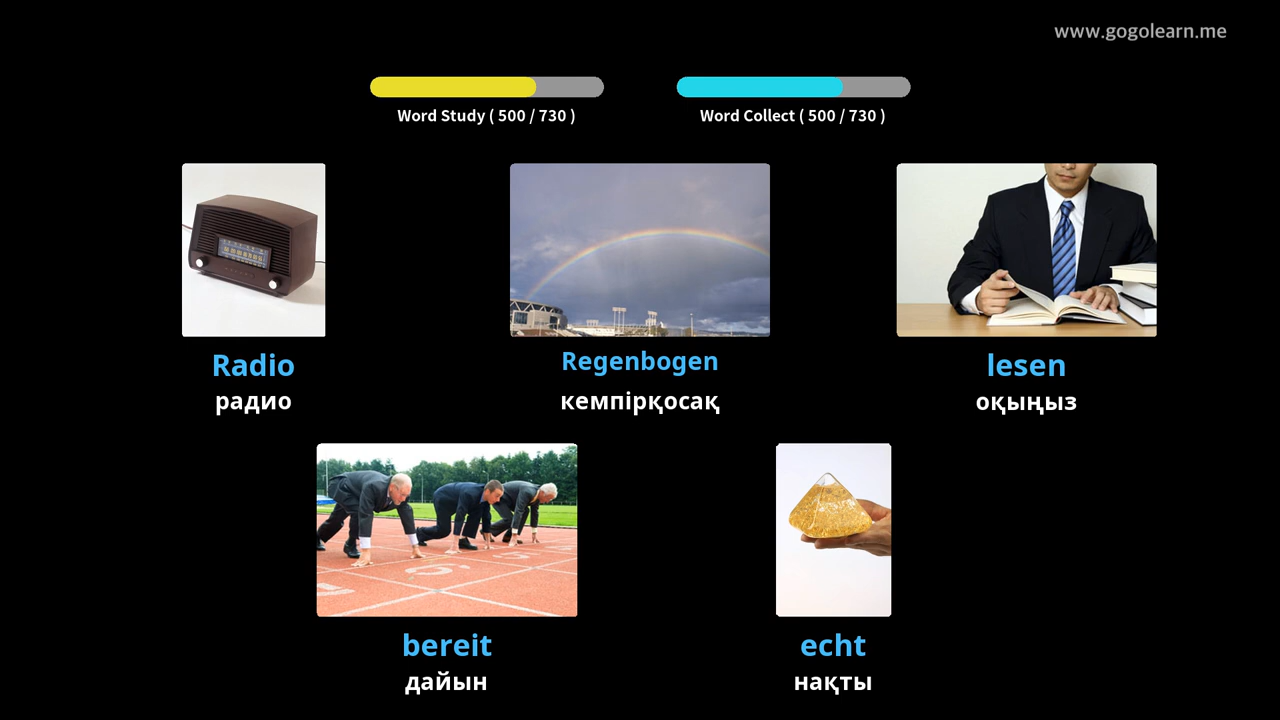 www.gogolearn.me
Word Study ( 500 / 730 )
Word Collect ( 500 / 730 )
Radio
радио
Regenbogen
кемпірқосақ
lesen
оқыңыз
bereit
дайын
echt
нақты